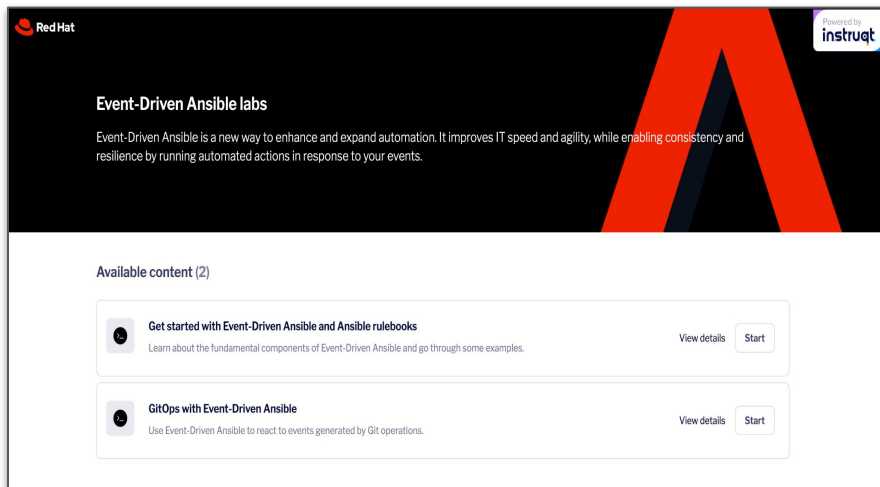 Red Hat
Powered by
instruqt
Event-Driven Ansible labs
Event-Driven Ansible is a new way to enhance and expand automation. It improves IT speed and agility, while enabling consistency and
resilience by running automated actions in response to your events.
Available content (2)
Get started with Event-Driven Ansible and Ansible rulebooks
Learn about the fundamental components of Event-Driven Ansible and go through some examples.
View details
Start
GitOps with Event-Driven Ansible
Use Event-Driven Ansible to react to events generated by Git operations.
View details
Start